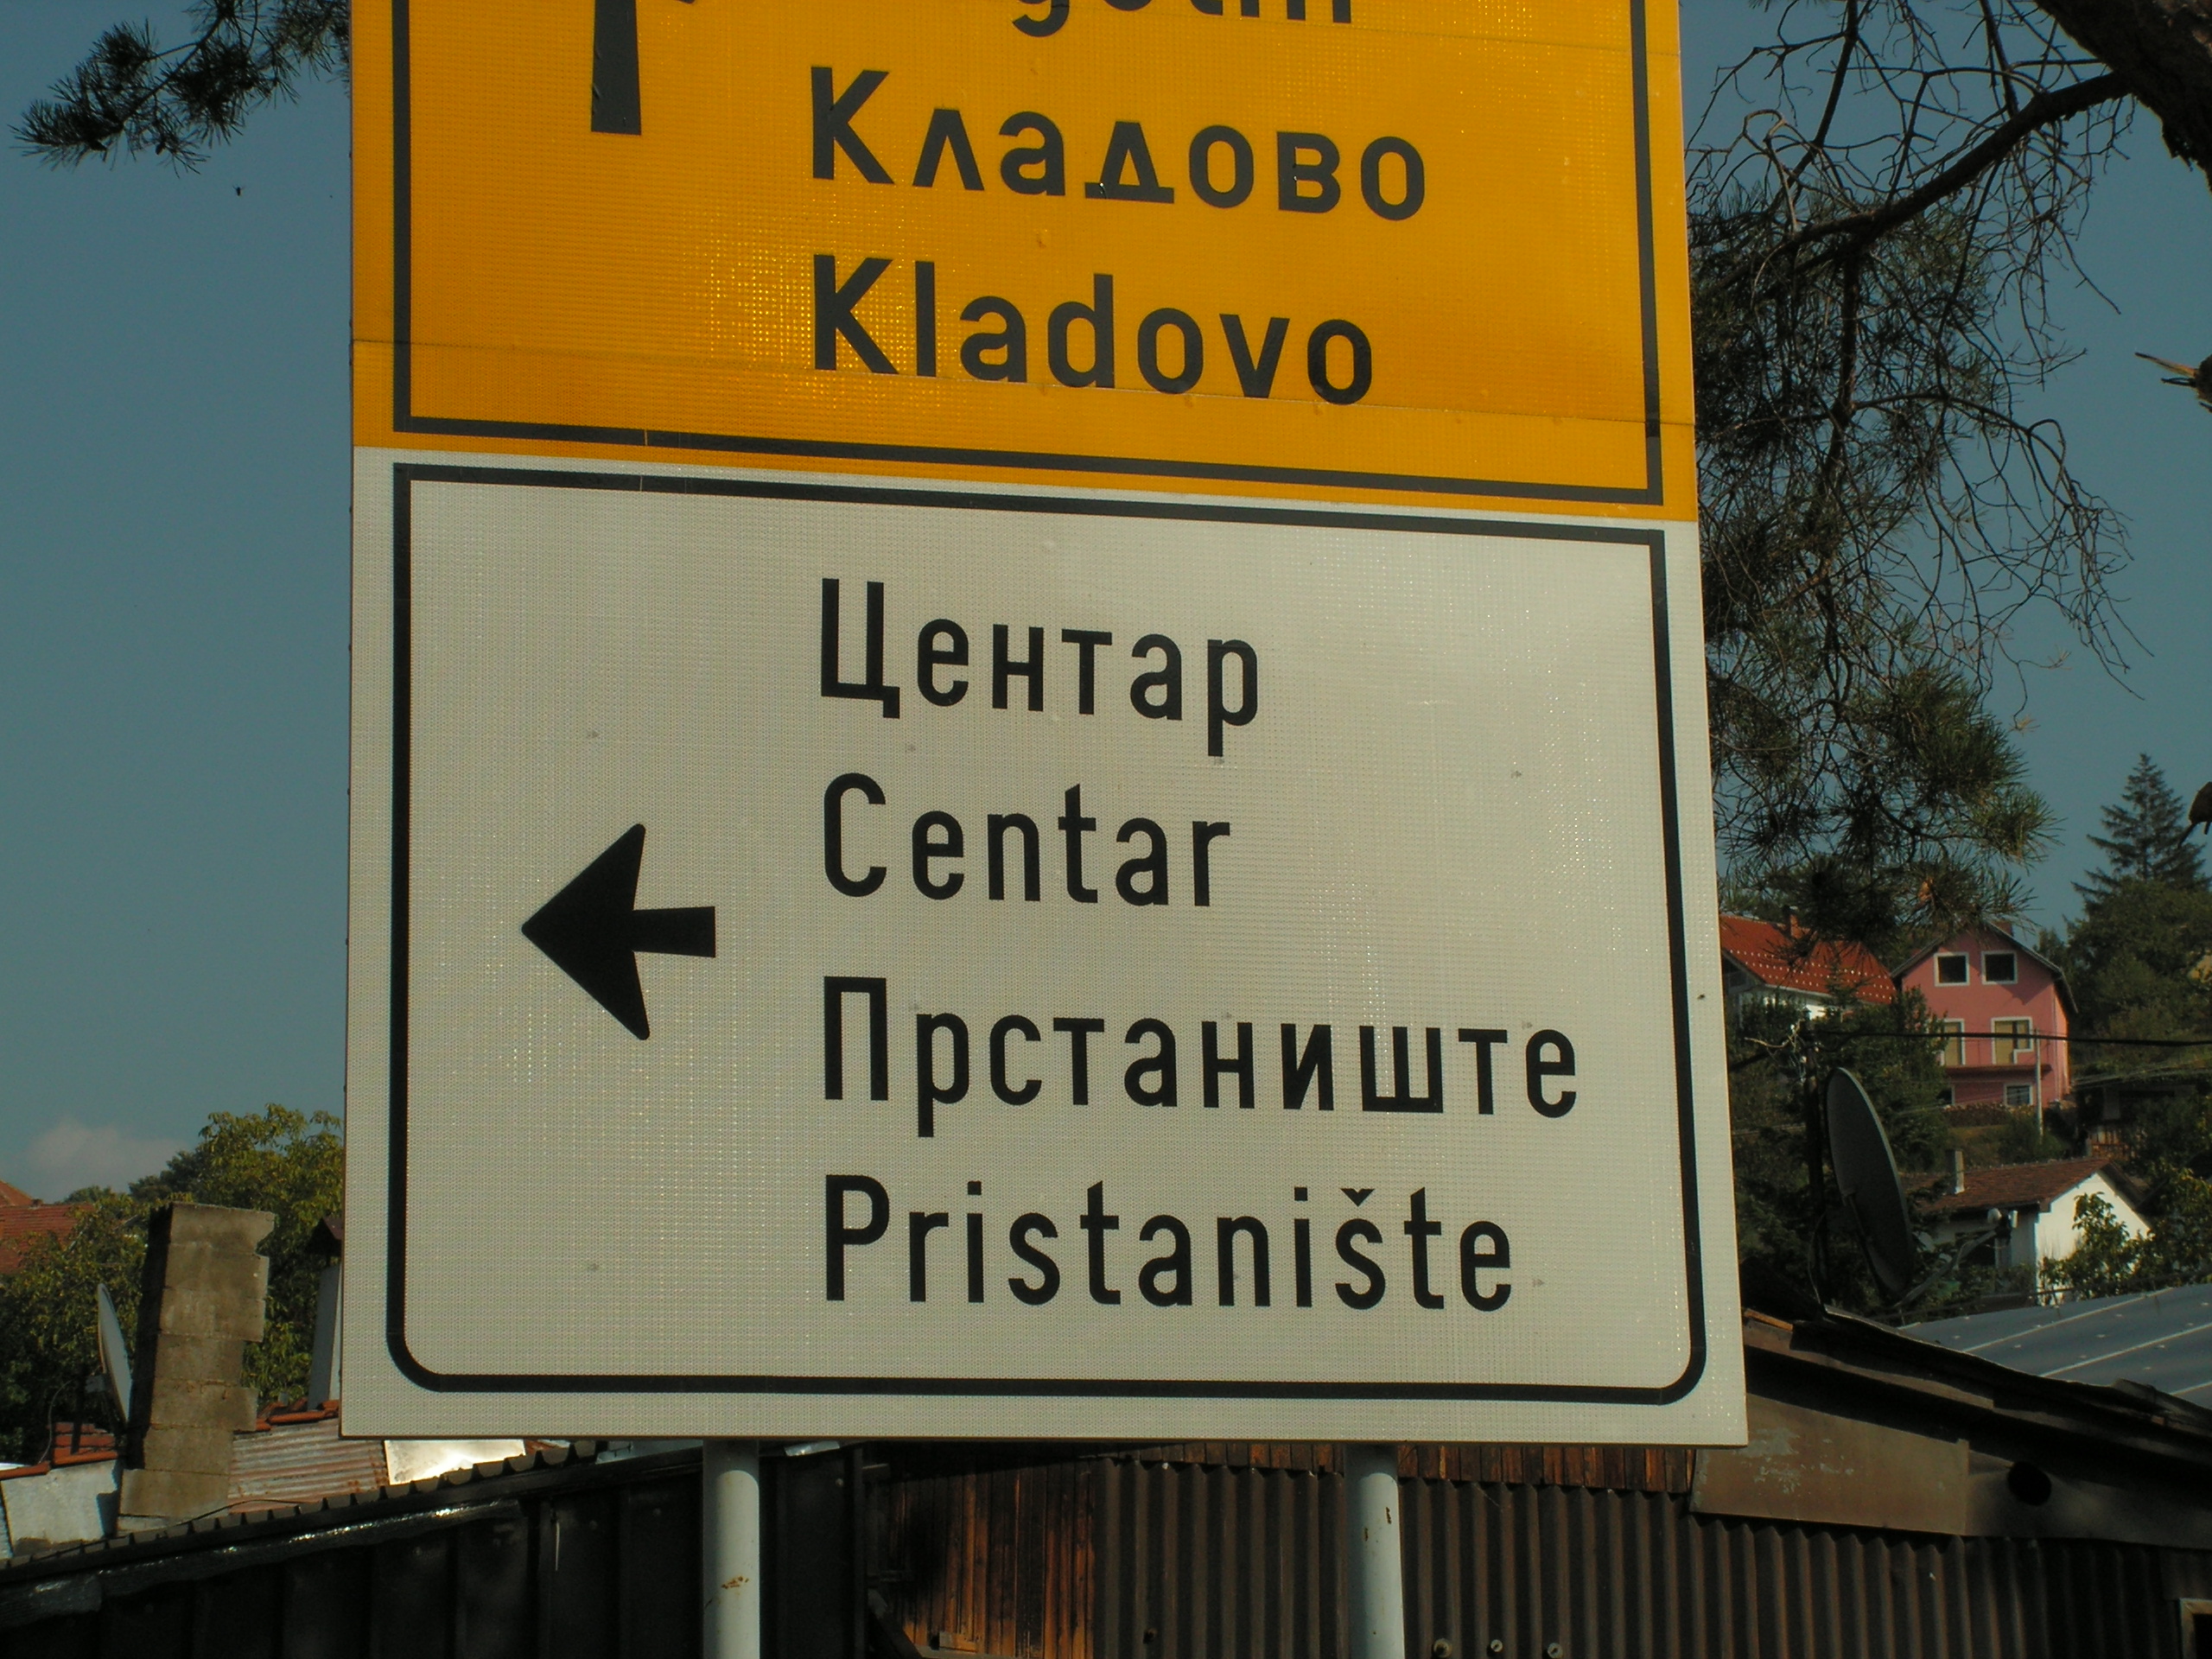 Кладово
Kladovo
Центар
Centar
Прстаниште
Pristanište